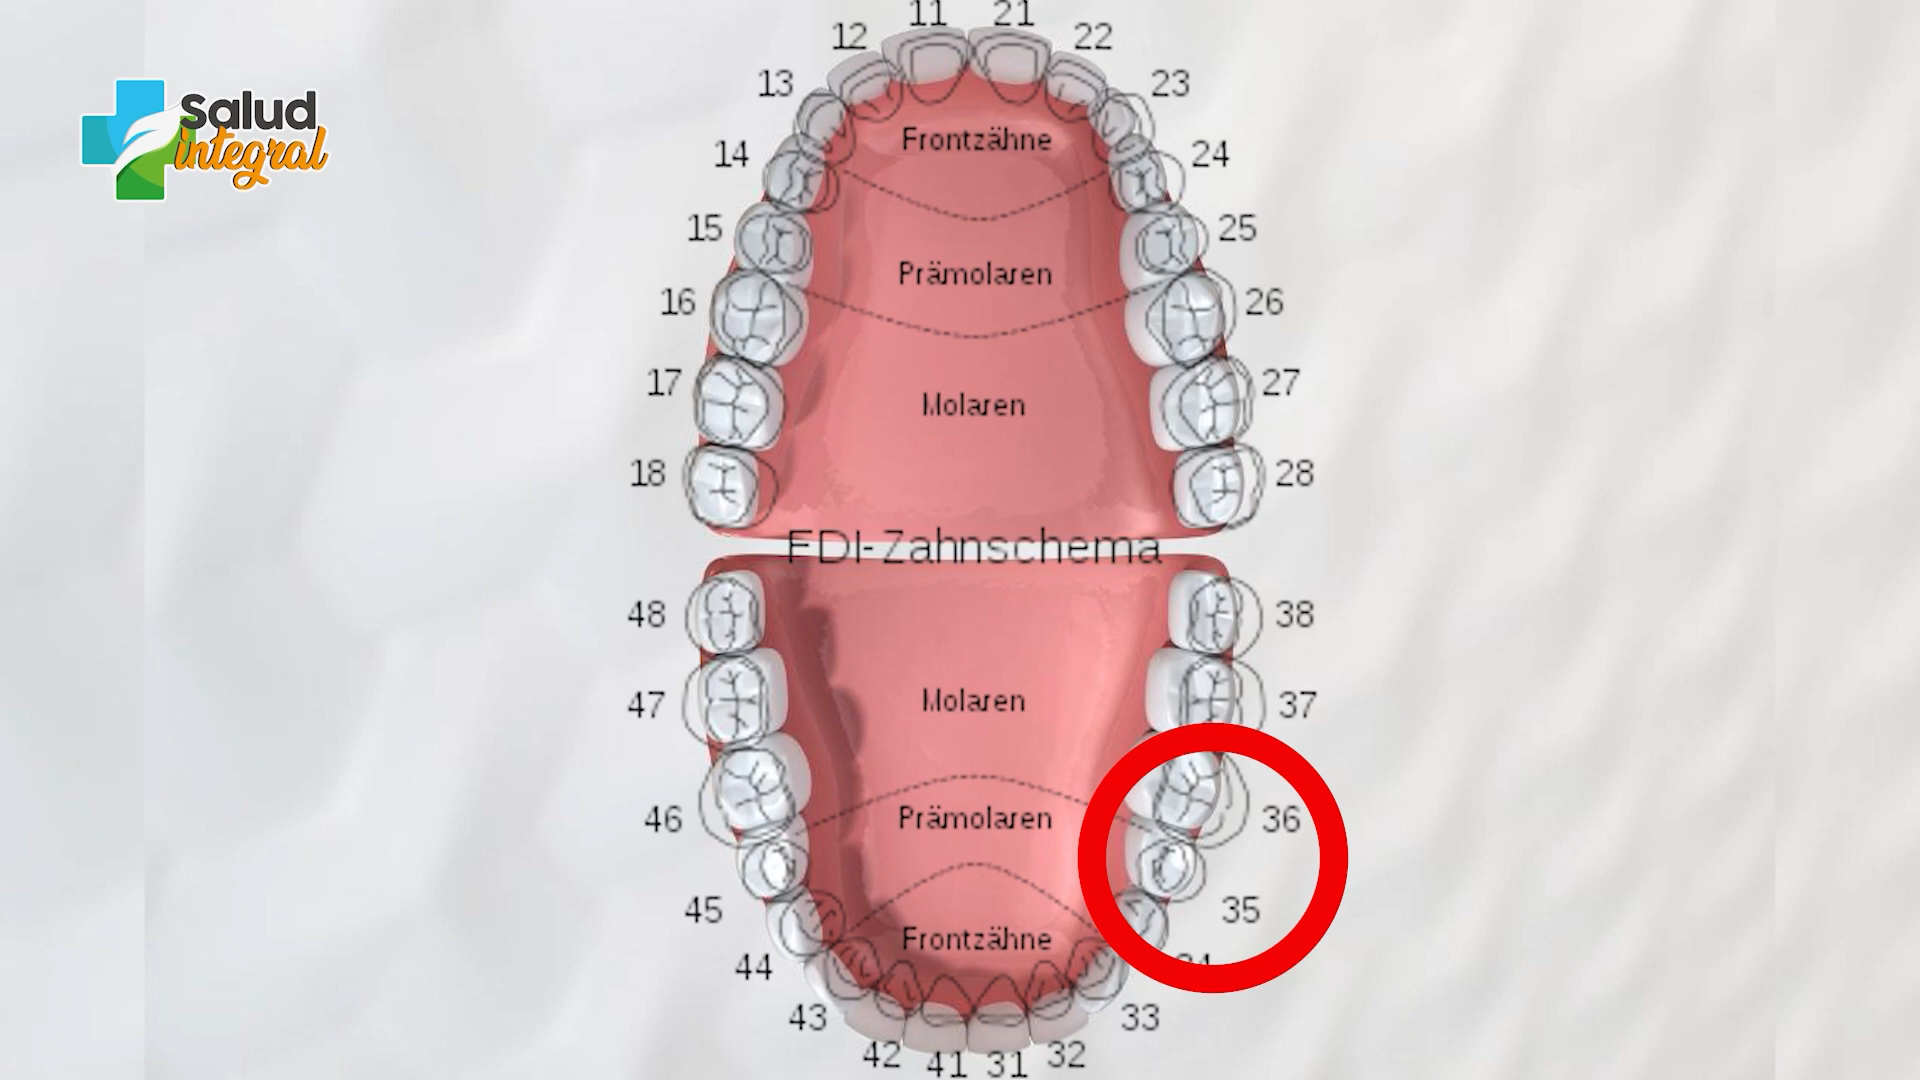 Salud
integral
11 21
12 22
13 23
Frontzähne
14 24
15 25
Prämolaren
16 26
17 27
Molaren
18 28
FDI-Zahnschema
48 38
47 Molaren 37
46 Prämolaren 36
45 35
Frontzähne
44 34
43 33
42 41 31 32